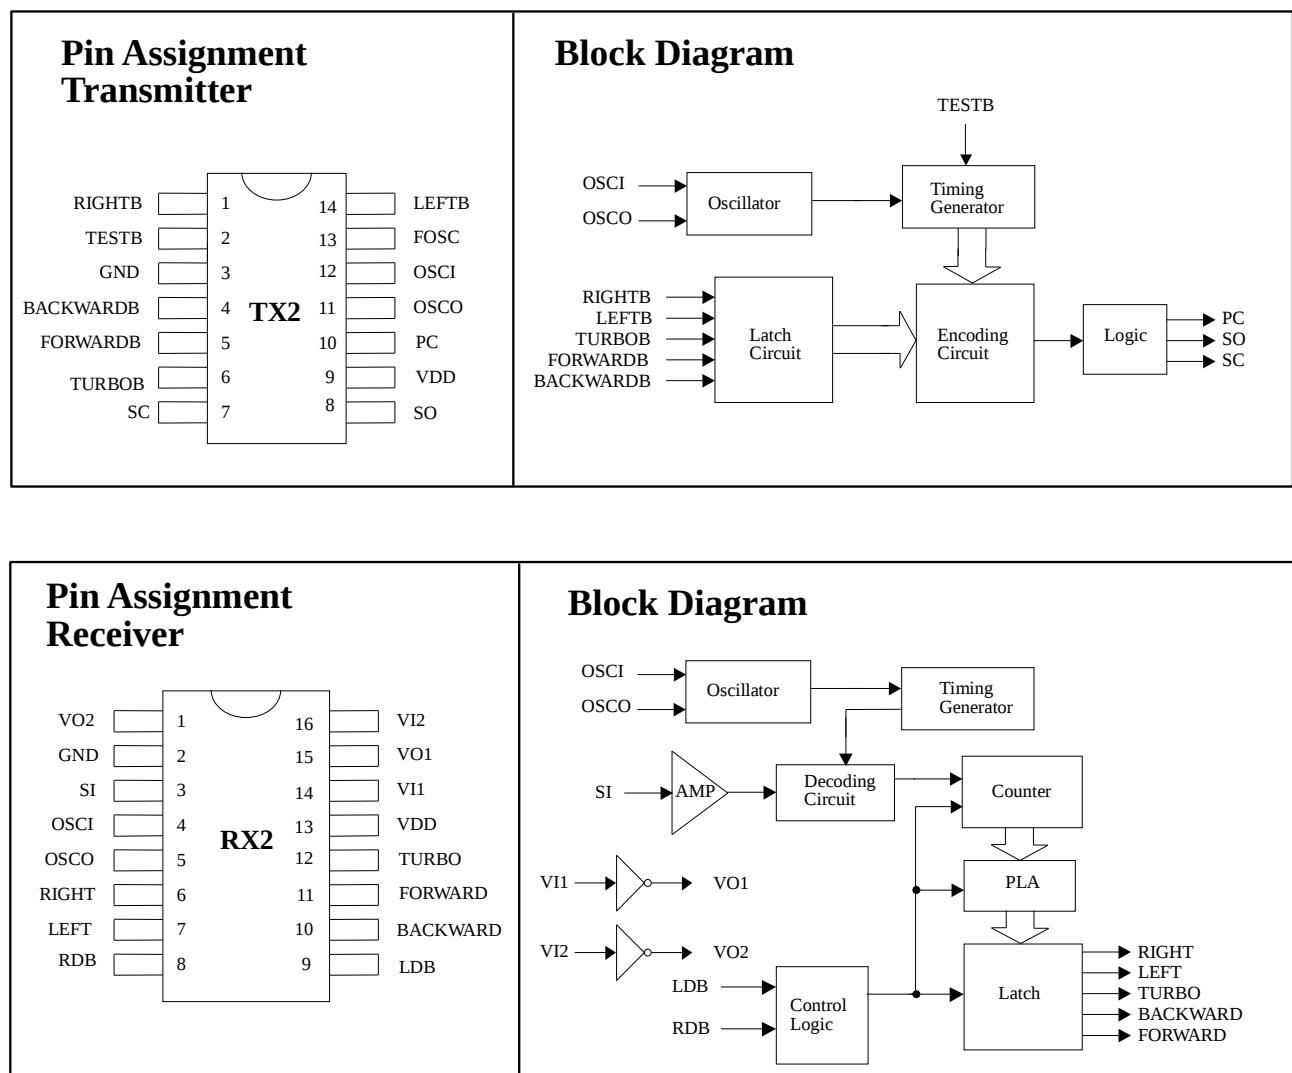 Pin Assignment
Transmitter
RIGHTB 1 14 LEFTB
TESTB 2 13 FOSC
GND 3 12 OSCI
BACKWARDB 4 TX2 11 OSCO
FORWARDB 5 10 PC
TURBOB 6 9 VDD
SC 7 8 SO
Block Diagram
TESTB
OSCI
OSCO
Oscillator
Timing
Generator
RIGHTB
LEFTB
TURBOB
FORWARDB
BACKWARDB
Latch
Circuit
Encoding
Circuit
Logic
PC
SO
SC
Pin Assignment
Receiver
VO2 1 16 VI2
GND 2 15 VO1
SI 3 14 VI1
OSCI 4 13 VDD
RX2
OSCO 5 12 TURBO
RIGHT 6 11 FORWARD
LEFT 7 10 BACKWARD
RDB 8 9 LDB
Block Diagram
OSCI
OSCO
Oscillator
Timing
Generator
SI
AMP
Decoding
Circuit
Counter
VI1
VO1
PLA
VI2
VO2
LDB
RDB
Control
Logic
Latch
RIGHT
LEFT
TURBO
BACKWARD
FORWARD